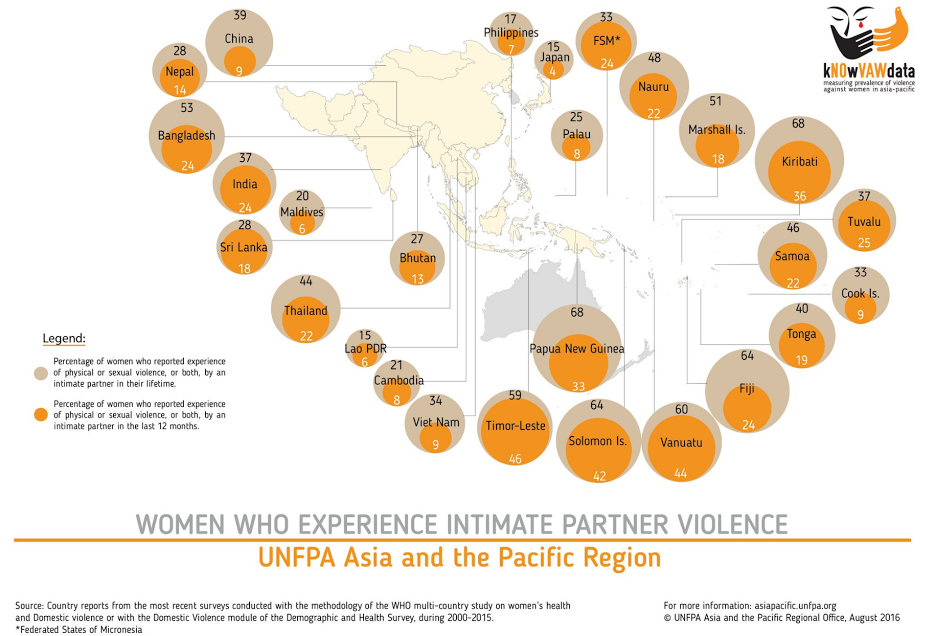 39
China
9
17
Philippines
7
33
FSM*
24
15
Japan
4
kNOwVAWdata
measuring prevalence of violence
against women in asia-pacific
28
Nepal
14
48
Nauru
22
53
Bangladesh
24
25
Palau
8
51
Marshall Is.
18
68
Kiribati
36
37
India
24
20
Maldives
6
37
Tuvalu
25
28
Sri Lanka
18
27
Bhutan
13
46
Samoa
22
33
Cook Is.
9
44
Thailand
22
40
Tonga
19
15
Lao PDR
6
68
Papua New Guinea
33
64
Fiji
24
21
Cambodia
8
34
Viet Nam
9
59
Timor-Leste
46
64
Solomon Is.
42
60
Vanuatu
44
Legend:
Percentage of women who reported experience
of physical or sexual violence, or both, by an
intimate partner in their lifetime.
Percentage of women who reported experience
of physical or sexual violence, or both, by an
intimate partner in the last 12 months.
WOMEN WHO EXPERIENCE INTIMATE PARTNER VIOLENCE
UNFPA Asia and the Pacific Region
Source: Country reports from the most recent surveys conducted with the methodology of the WHO multi-country study on women's health
and Domestic violence or with the Domestic Violence module of the Demographic and Health Survey, during 2000-2015.
*Federated States of Micronesia
For more information: asiapacific.unfpa.org
© UNFPA Asia and the Pacific Regional Office, August 2016